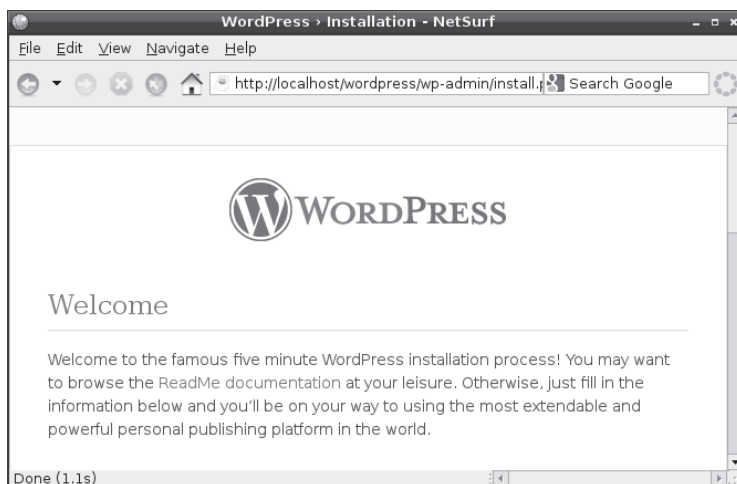 WordPress › Installation - NetSurf
File Edit View Navigate Help
http://localhost/wordpress/wp-admin/install.p Search Google
WORDPRESS
Welcome
Welcome to the famous five minute WordPress installation process! You may want
to browse the ReadMe documentation at your leisure. Otherwise, just fill in the
information below and you'll be on your way to using the most extendable and
powerful personal publishing platform in the world.
Done (1.1s)